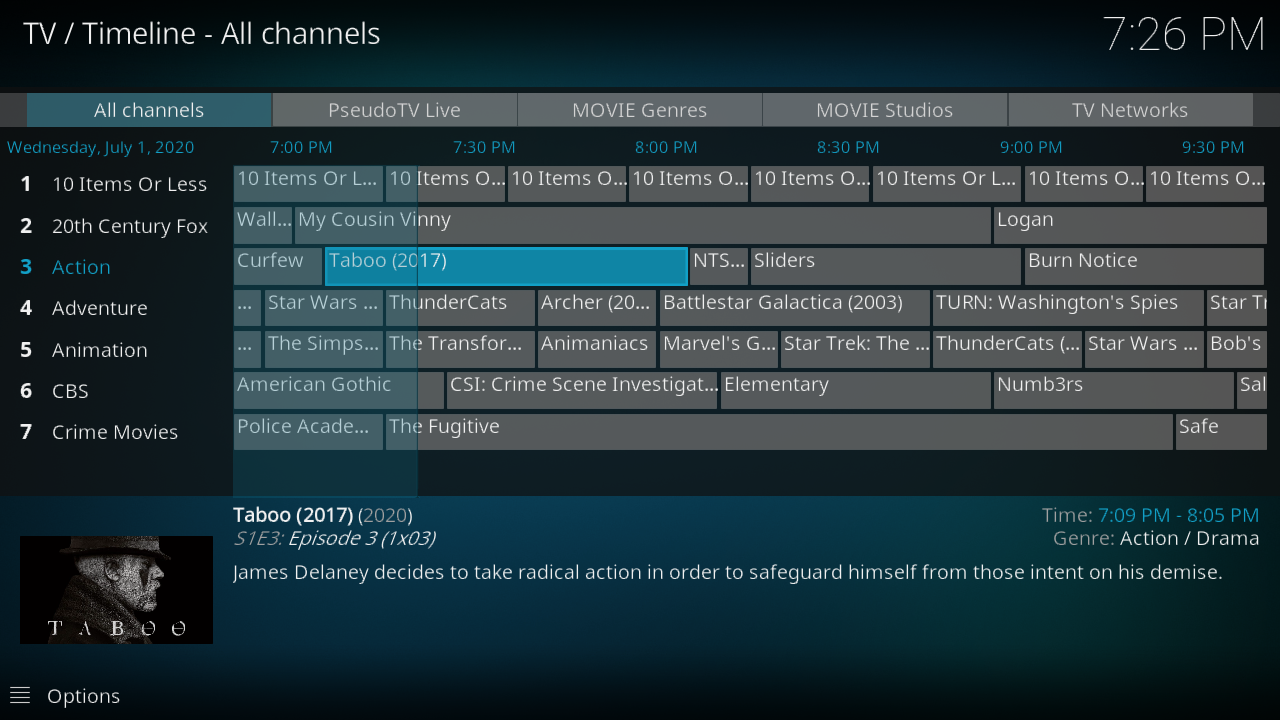 TV / Timeline - All channels
7:26 PM
All channels PseudoTV Live MOVIE Genres MOVIE Studios TV Networks
Wednesday, July 1, 2020 7:00 PM 7:30 PM 8:00 PM 8:30 PM 9:00 PM 9:30 PM
1 10 Items Or Less 10 Items Or L... 10 Items O... 10 Items O... 10 Items O... 10 Items O... 10 Items Or L... 10 Items O... 10 Items O...
2 20th Century Fox Wall... My Cousin Vinny Logan
3 Action Curfew Taboo (2017) NTS... Sliders Burn Notice
4 Adventure ... Star Wars ... ThunderCats Archer (20... Battlestar Galactica (2003) TURN: Washington's Spies Star Tr
5 Animation ... The Simps... The Transfor... Animaniacs Marvel's G... Star Trek: The ... ThunderCats (... Star Wars ... Bob's
6 CBS American Gothic CSI: Crime Scene Investigat... Elementary Numb3rs Sal
7 Crime Movies Police Acade... The Fugitive Safe
Taboo (2017) (2020) Time: 7:09 PM - 8:05 PM
S1E3: Episode 3 (1x03) Genre: Action / Drama
James Delaney decides to take radical action in order to safeguard himself from those intent on his demise.
TABOO
Options